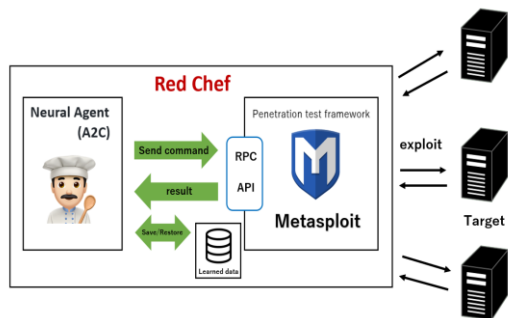 Red Chef
Neural Agent
(A2C)
Send command
result
Save/Restore
Learned data
RPC
API
Penetration test framework
M
Metasploit
exploit
Target